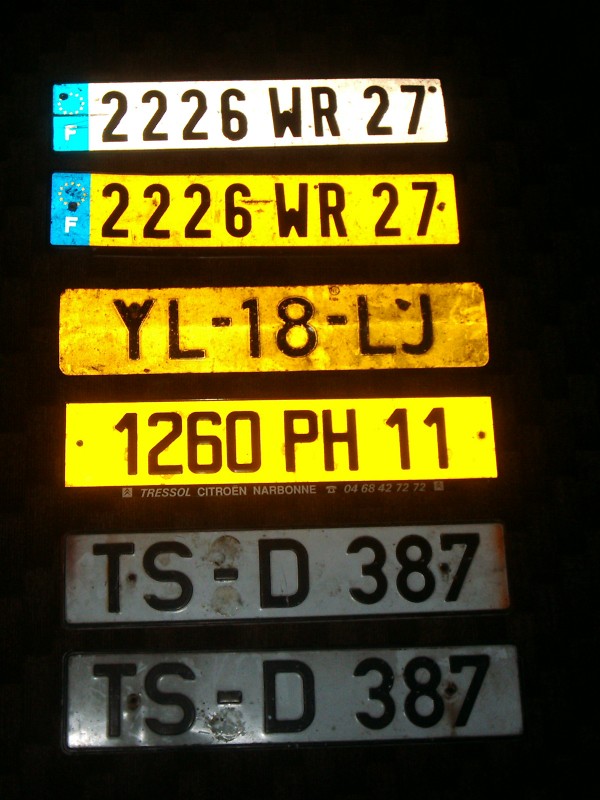 F 2226 WR 27
F 2226 WR 27
YL-18-LJ
1260 PH 11
TRESSOL CITROËN NARBONNE ☎ 04 68 42 72 72
TS-D 387
TS-D 387